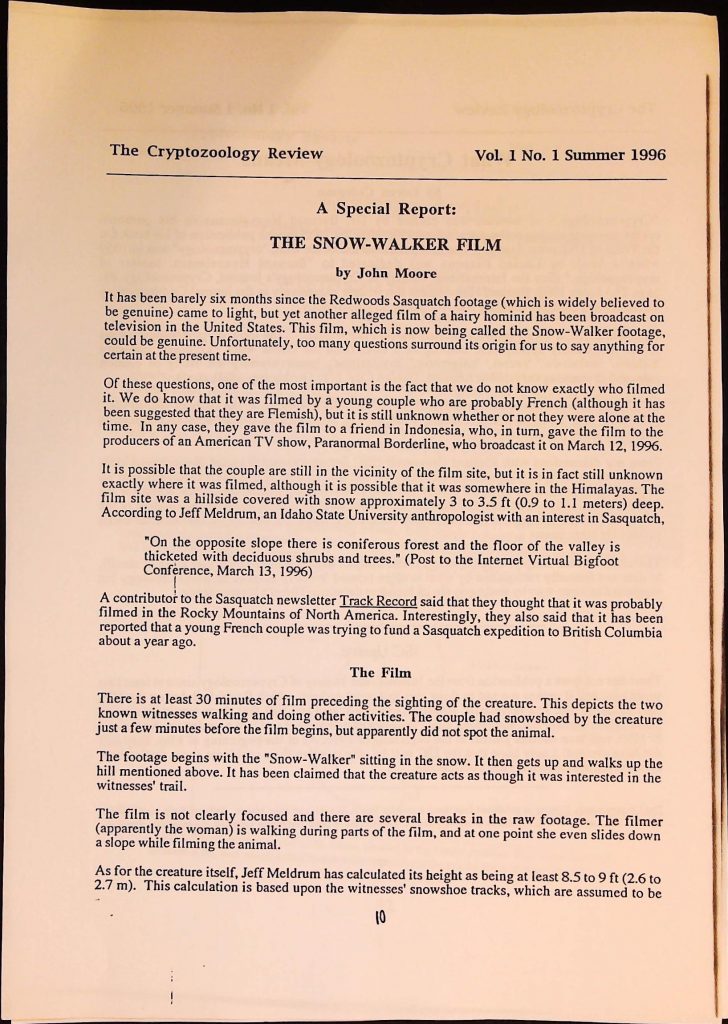 The Cryptozoology Review Vol. 1 No. 1 Summer 1996
A Special Report:
THE SNOW-WALKER FILM
by John Moore
It has been barely six months since the Redwoods Sasquatch footage (which is widely believed to
be genuine) came to light, but yet another alleged film of a hairy hominid has been broadcast on
television in the United States. This film, which is now being called the Snow-Walker footage,
could be genuine. Unfortunately, too many questions surround its origin for us to say anything for
certain at the present time.
Of these questions, one of the most important is the fact that we do not know exactly who filmed
it. We do know that it was filmed by a young couple who are probably French (although it has
been suggested that they are Flemish), but it is still unknown whether or not they were alone at the
time. In any case, they gave the film to a friend in Indonesia, who, in turn, gave the film to the
producers of an American TV show, Paranormal Borderline, who broadcast it on March 12, 1996.
It is possible that the couple are still in the vicinity of the film site, but it is in fact still unknown
exactly where it was filmed, although it is possible that it was somewhere in the Himalayas. The
film site was a hillside covered with snow approximately 3 to 3.5 ft (0.9 to 1.1 meters) deep.
According to Jeff Meldrum, an Idaho State University anthropologist with an interest in Sasquatch,
"On the opposite slope there is coniferous forest and the floor of the valley is
thicketed with deciduous shrubs and trees." (Post to the Internet Virtual Bigfoot
Conference, March 13, 1996)
A contributor to the Sasquatch newsletter Track Record said that they thought that it was probably
filmed in the Rocky Mountains of North America. Interestingly, they also said that it has been
reported that a young French couple was trying to fund a Sasquatch expedition to British Columbia
about a year ago.
The Film
There is at least 30 minutes of film preceding the sighting of the creature. This depicts the two
known witnesses walking and doing other activities. The couple had snowshoed by the creature
just a few minutes before the film begins, but apparently did not spot the animal.
The footage begins with the "Snow-Walker" sitting in the snow. It then gets up and walks up the
hill mentioned above. It has been claimed that the creature acts as though it was interested in the
witnesses' trail.
The film is not clearly focused and there are several breaks in the raw footage. The filmer
(apparently the woman) is walking during parts of the film, and at one point she even slides down
a slope while filming the animal.
As for the creature itself, Jeff Meldrum has calculated its height as being at least 8.5 to 9 ft (2.6 to
2.7 m). This calculation is based upon the witnesses' snowshoe tracks, which are assumed to be
10